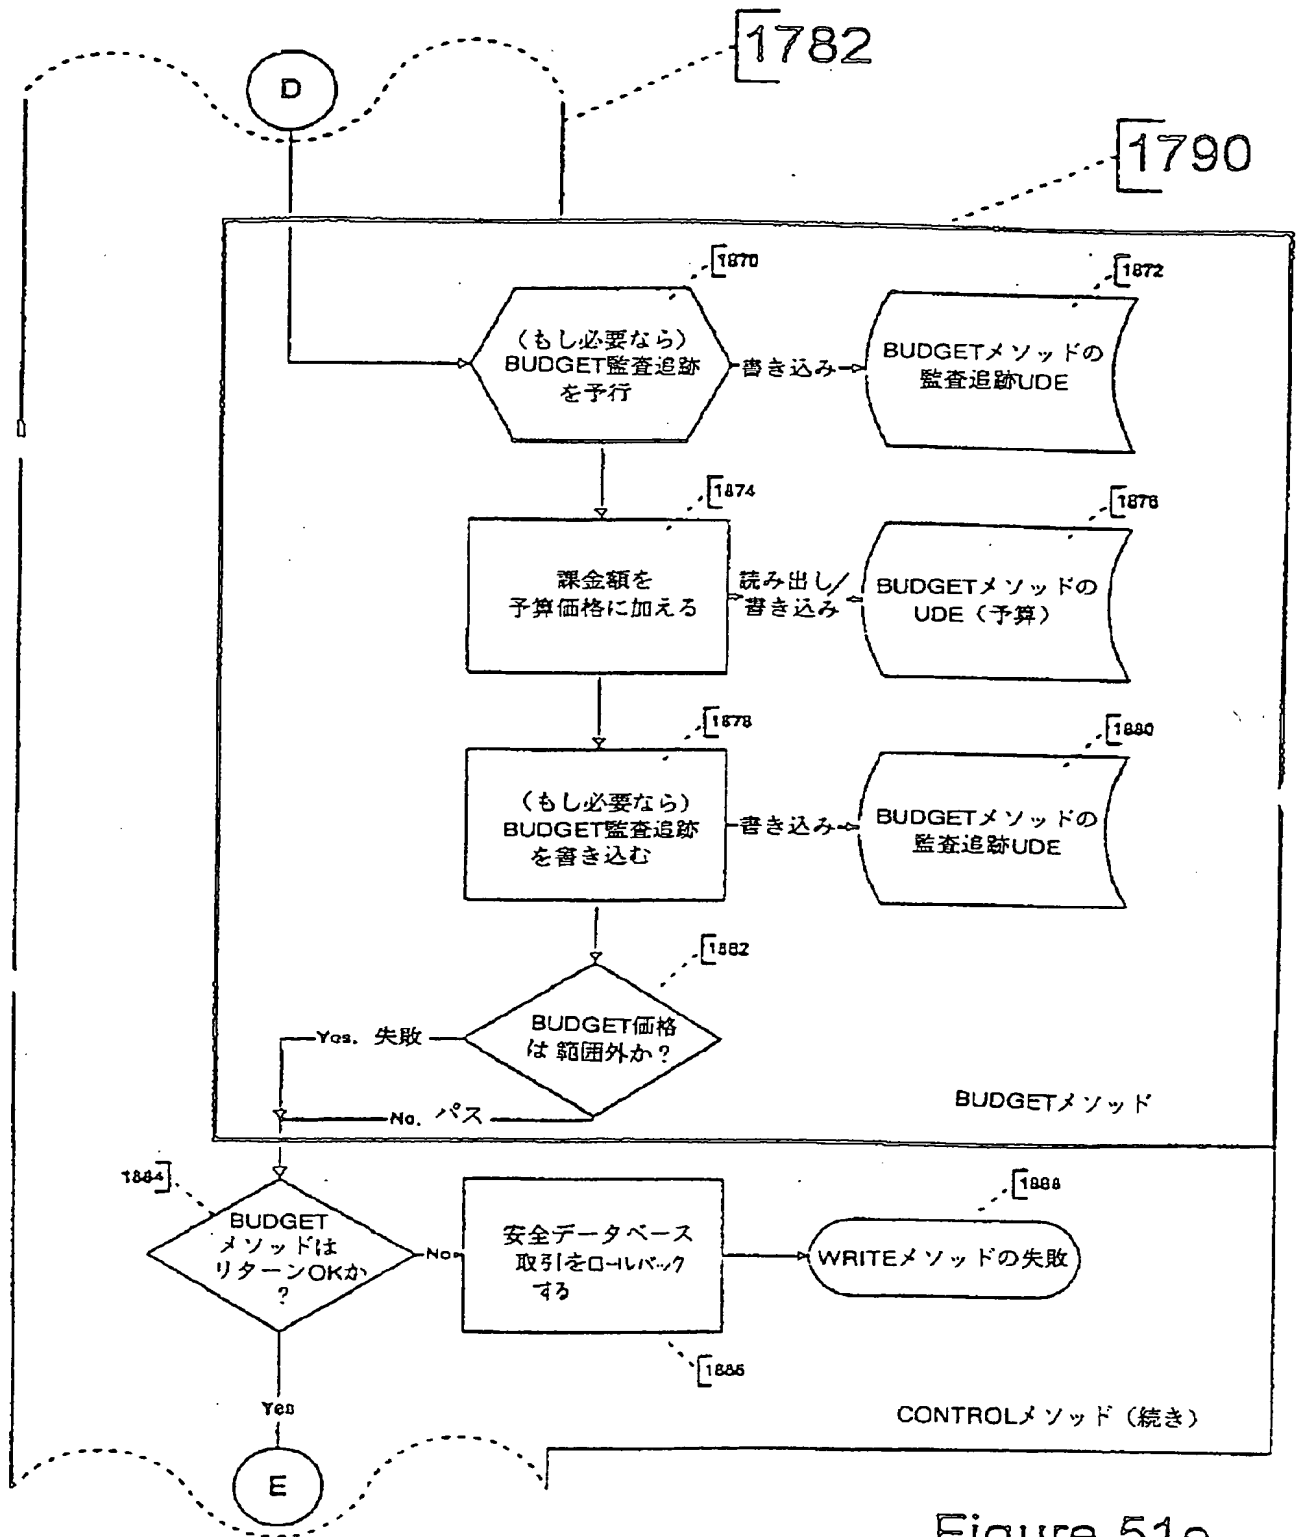 1782
D
1790
1870
1872
(もし必要なら)
BUDGET監査追跡
を予行
書き込み
BUDGETメソッドの
監査追跡UDE
1874
1876
課金額を
予算価格に加える
読み出し/
書き込み
BUDGETメソッドの
UDE(予算)
1878
1880
(もし必要なら)
BUDGET監査追跡
を書き込む
書き込み
BUDGETメソッドの
監査追跡UDE
1882
BUDGET価格
は 範囲外か?
Yes. 失敗
No. パス
BUDGETメソッド
1884
BUDGET
メソッドは
リターンOKか
?
No
安全データベース
取引をロールバック
する
1888
WRITEメソッドの失敗
Yes
CONTROLメソッド(続き)
E